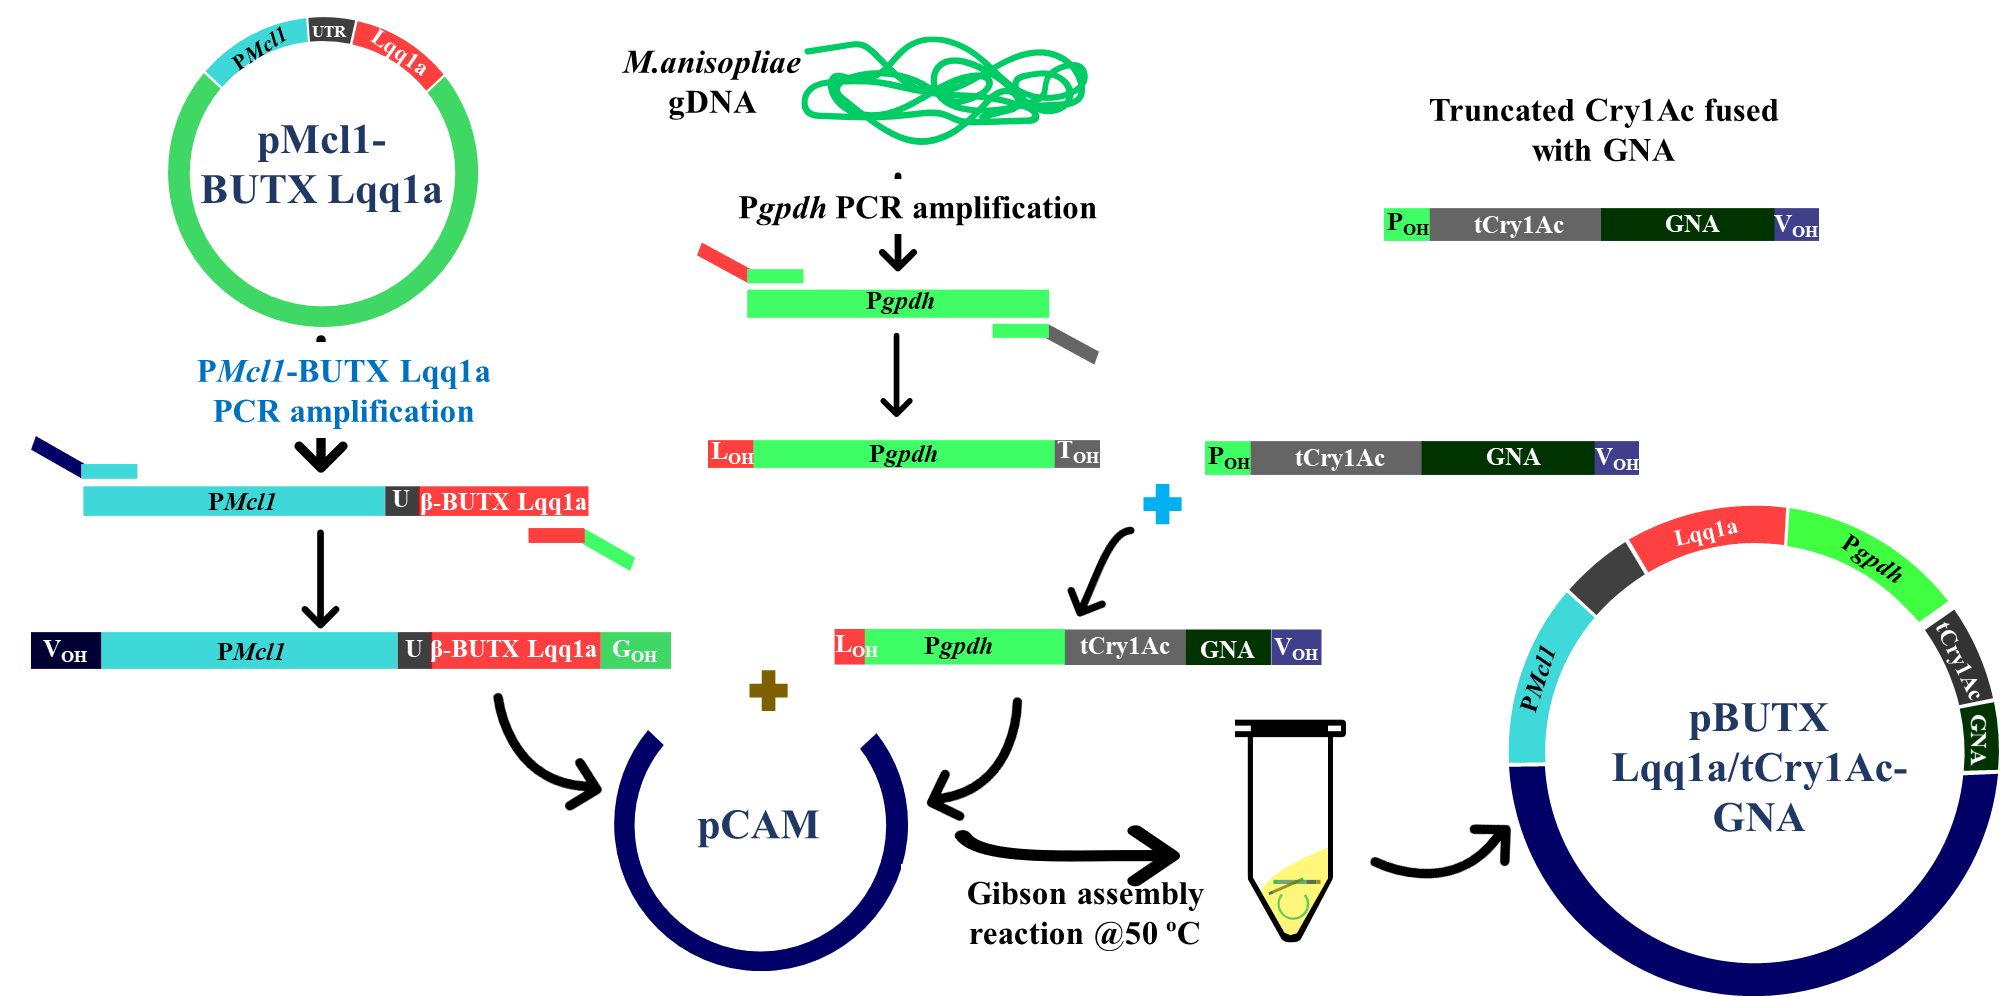 PMcl1
UTR
Lqq1a
pMcl1-
BUTX Lqq1a
PMcl1-BUTX Lqq1a
PCR amplification
PMcl1
U
β-BUTX Lqq1a
VOH
PMcl1
U
β-BUTX Lqq1a
GOH
M.anisopliae
gDNA
Pgpdh PCR amplification
Pgpdh
LOH
Pgpdh
TOH
Truncated Cry1Ac fused
with GNA
POH
tCry1Ac
GNA
VOH
POH
tCry1Ac
GNA
VOH
LOH
Pgpdh
tCry1Ac
GNA
VOH
pCAM
Gibson assembly
reaction @50 ºC
PMcl1
Lqq1a
Pgpdh
tCry1Ac
GNA
pBUTX
Lqq1a/tCry1Ac-
GNA